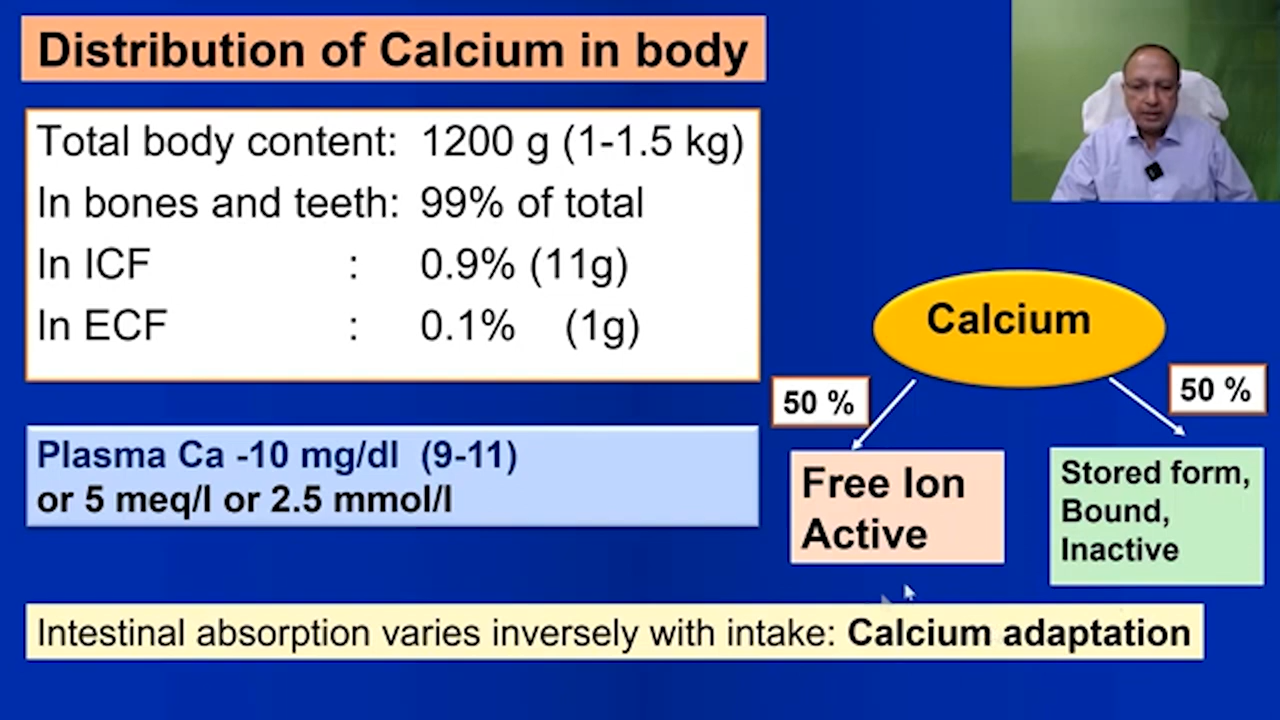 Distribution of Calcium in body
Total body content: 1200 g (1-1.5 kg)
In bones and teeth: 99% of total
In ICF : 0.9% (11g)
In ECF : 0.1% (1g)
Plasma Ca -10 mg/dl (9-11)
or 5 meq/l or 2.5 mmol/l
Calcium
50 %
50 %
Free Ion
Active
Stored form,
Bound,
Inactive
Intestinal absorption varies inversely with intake: Calcium adaptation